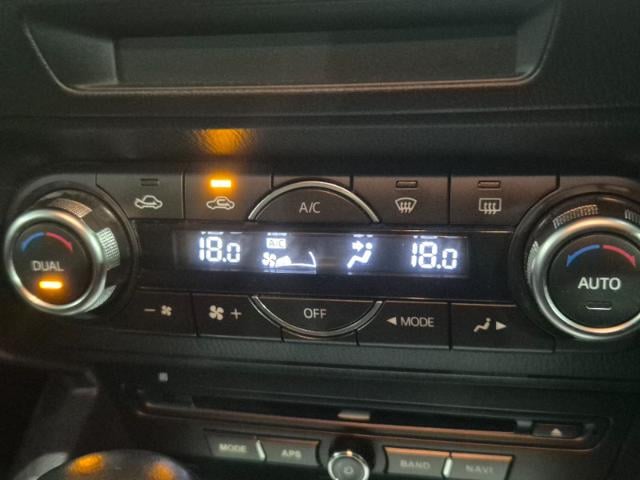 A/C
18.0 A/C 18.0
DUAL
AUTO
− + OFF ◄ MODE ►
MODE APS BAND NAVI